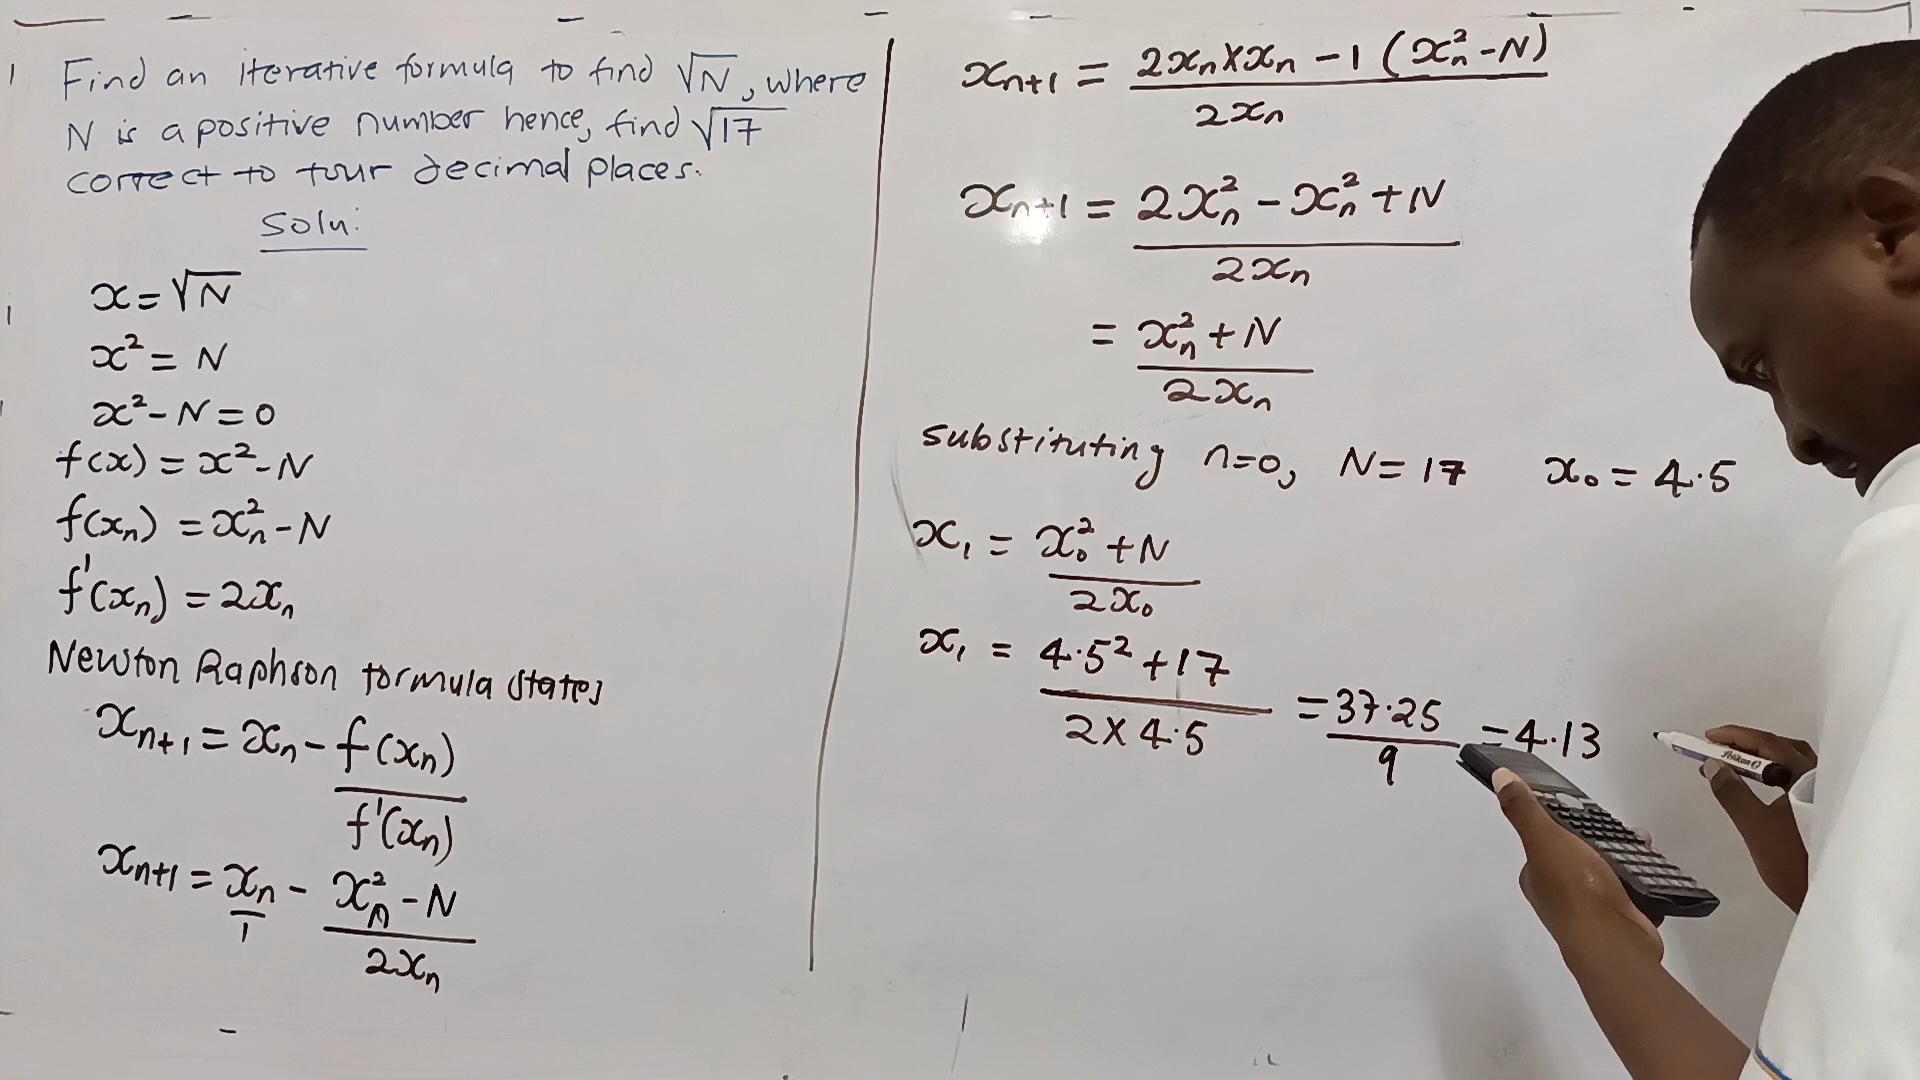 Find an iterative formula to find √N, where
N is a positive number hence, find √17
correct to four decimal places.
Soln:
x = √N
x² = N
x² - N = 0
f(x) = x² - N
f(xₙ) = xₙ² - N
f'(xₙ) = 2xₙ
Newton Raphson formula states
xₙ₊₁ = xₙ - f(xₙ)
f'(xₙ)
xₙ₊₁ = xₙ - xₙ² - N
1 2xₙ
xₙ₊₁ = 2xₙ × xₙ - 1 (xₙ² - N)
2xₙ
xₙ₊₁ = 2xₙ² - xₙ² + N
2xₙ
= xₙ² + N
2xₙ
substituting n=0, N = 17 x₀ = 4.5
x₁ = x₀² + N
2x₀
x₁ = 4.5² + 17
2 × 4.5
= 37.25 = 4.13
9
Pelikan